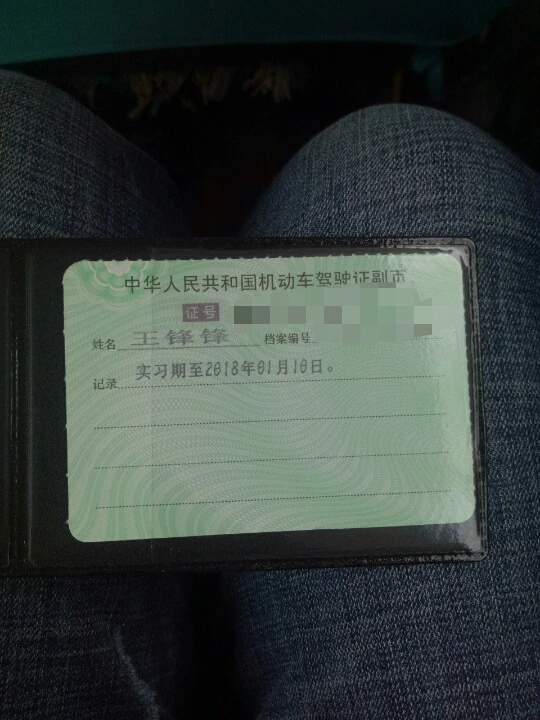 中华人民共和国机动车驾驶证副页
证号
姓名 王锋锋 档案编号
记录 实习期至2018年01月10日。